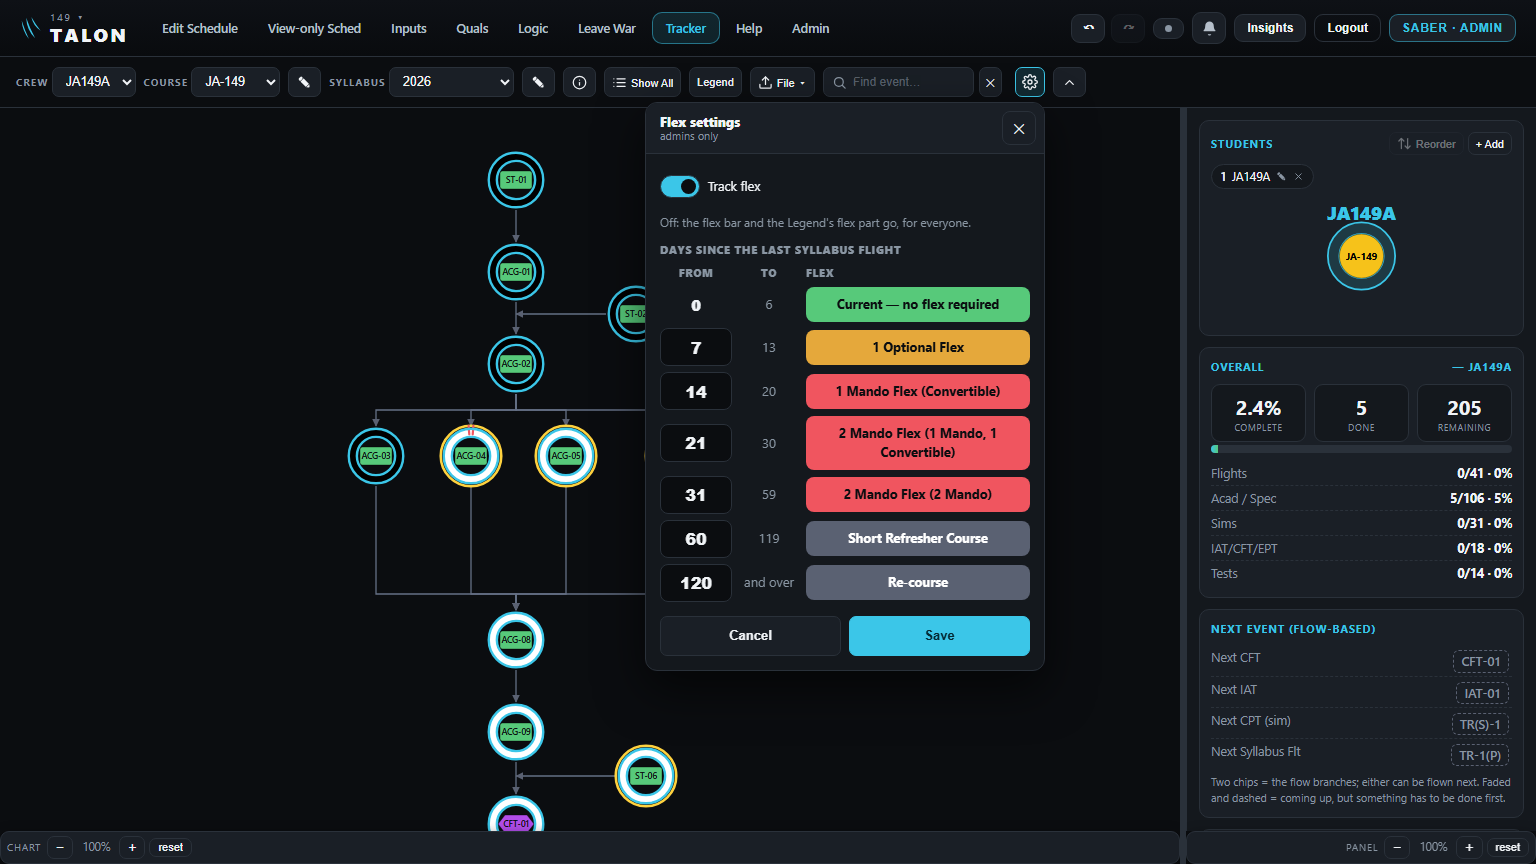 149
TALON
Edit Schedule
View-only Sched
Inputs
Quals
Logic
Leave War
Tracker
Help
Admin
Insights
Logout
SABER · ADMIN
CREW
JA149A
COURSE
JA-149
SYLLABUS
2026
Show All
Legend
File
Find event…
Flex settings
admins only
Track flex
Off: the flex bar and the Legend's flex part go, for everyone.
DAYS SINCE THE LAST SYLLABUS FLIGHT
FROM TO FLEX
0 6 Current — no flex required
7 13 1 Optional Flex
14 20 1 Mando Flex (Convertible)
21 30 2 Mando Flex (1 Mando, 1
Convertible)
31 59 2 Mando Flex (2 Mando)
60 119 Short Refresher Course
120 and over Re-course
Cancel
Save
ST-01
ACG-01
ST-02
ACG-02
ACG-03
ACG-04
ACG-05
ACG-08
ACG-09
ST-06
CFT-01
STUDENTS
Reorder
+ Add
1 JA149A
JA149A
JA-149
OVERALL
— JA149A
2.4%
COMPLETE
5
DONE
205
REMAINING
Flights 0/41 · 0%
Acad / Spec 5/106 · 5%
Sims 0/31 · 0%
IAT/CFT/EPT 0/18 · 0%
Tests 0/14 · 0%
NEXT EVENT (FLOW-BASED)
Next CFT CFT-01
Next IAT IAT-01
Next CPT (sim) TR(S)-1
Next Syllabus Flt TR-1(P)
Two chips = the flow branches; either can be flown next. Faded
and dashed = coming up, but something has to be done first.
CHART − 100% + reset
PANEL − 100% + reset